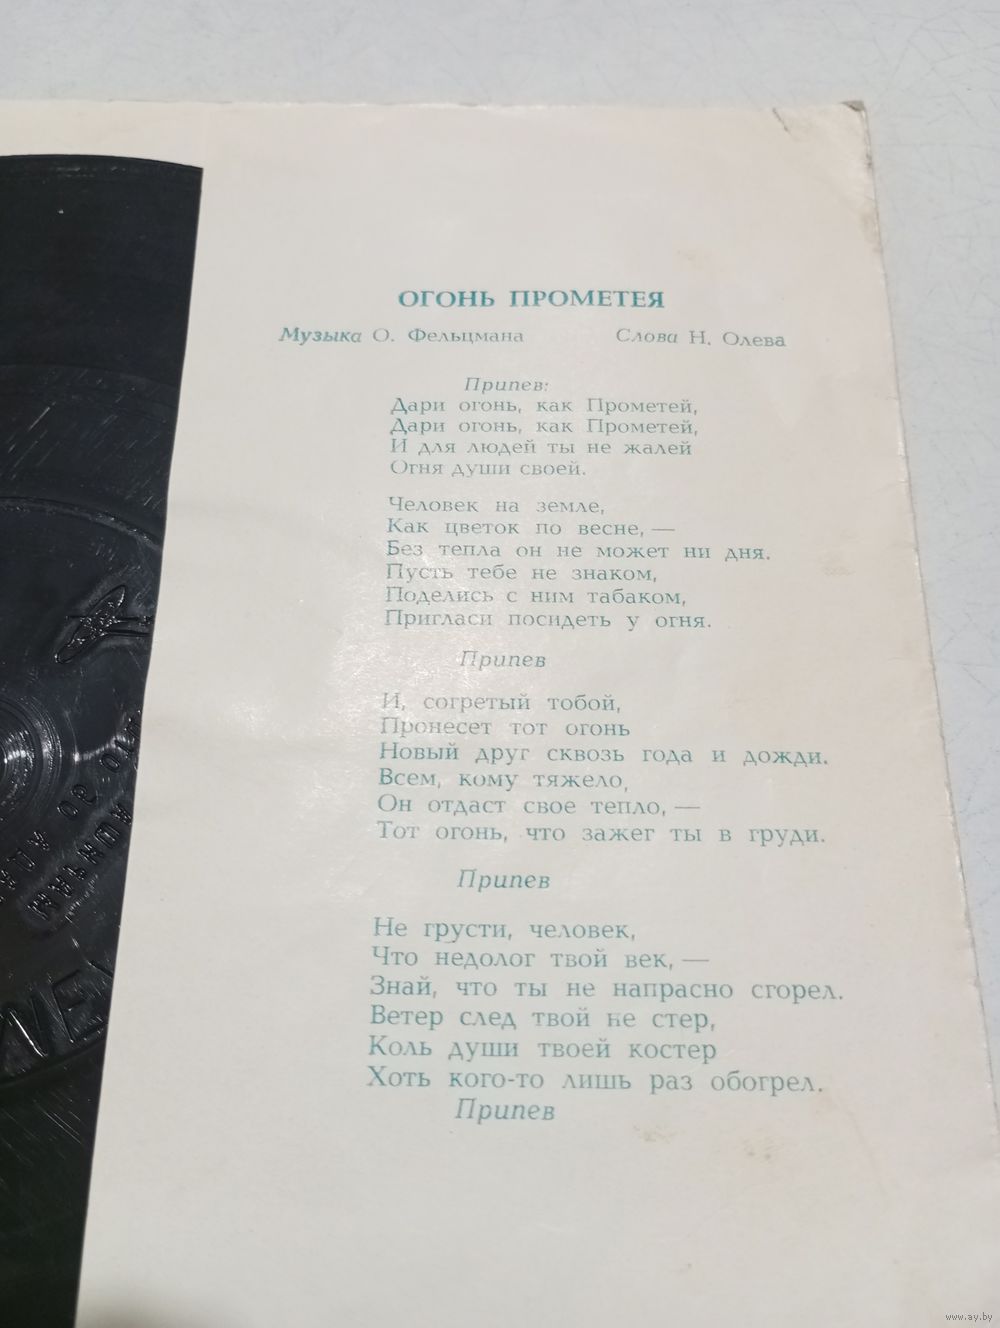 ОГОНЬ ПРОМЕТЕЯ
Музыка О. Фельцмана Слова Н. Олева
Припев:
Дари огонь, как Прометей,
Дари огонь, как Прометей,
И для людей ты не жалей
Огня души своей.
Человек на земле,
Как цветок по весне, —
Без тепла он не может ни дня.
Пусть тебе не знаком,
Поделись с ним табаком,
Пригласи посидеть у огня.
Припев
И, согретый тобой,
Пронесет тот огонь
Новый друг сквозь года и дожди.
Всем, кому тяжело,
Он отдаст свое тепло, —
Тот огонь, что зажег ты в груди.
Припев
Не грусти, человек,
Что недолог твой век, —
Знай, что ты не напрасно сгорел.
Ветер след твой не стер,
Коль души твоей костер
Хоть кого-то лишь раз обогрел.
Припев
www.ay.by